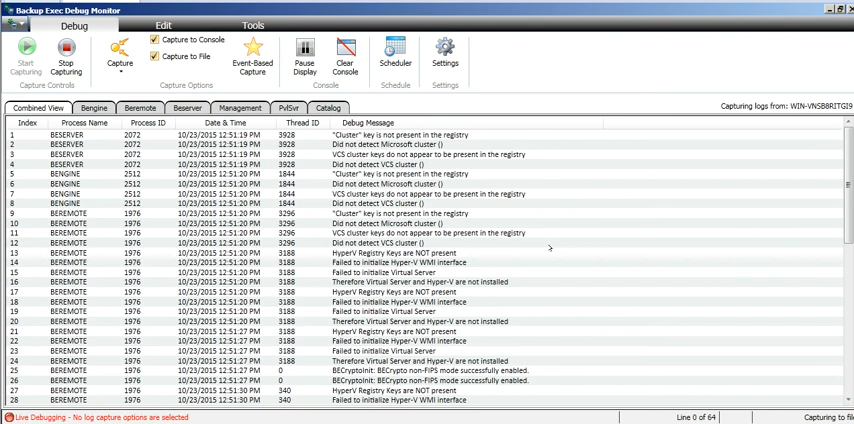 Backup Exec Debug Monitor
Debug Edit Tools
Start Capturing
Stop Capturing
Capture
Capture to Console
Capture to File
Event-Based Capture
Pause Display
Clear Console
Scheduler
Settings
Capture Controls Capture Options Console Schedule Settings
Combined View Bengine Beremote Beserver Management PvlSvr Catalog Capturing logs from: WIN-VNSB8RITGI9
Index Process Name Process ID Date & Time Thread ID Debug Message
1 BESERVER 2072 10/23/2015 12:51:19 PM 3928 "Cluster" key is not present in the registry
2 BESERVER 2072 10/23/2015 12:51:19 PM 3928 Did not detect Microsoft cluster ()
3 BESERVER 2072 10/23/2015 12:51:19 PM 3928 VCS cluster keys do not appear to be present in the registry
4 BESERVER 2072 10/23/2015 12:51:19 PM 3928 Did not detect VCS cluster ()
5 BENGINE 2512 10/23/2015 12:51:20 PM 1844 "Cluster" key is not present in the registry
6 BENGINE 2512 10/23/2015 12:51:20 PM 1844 Did not detect Microsoft cluster ()
7 BENGINE 2512 10/23/2015 12:51:20 PM 1844 VCS cluster keys do not appear to be present in the registry
8 BENGINE 2512 10/23/2015 12:51:20 PM 1844 Did not detect VCS cluster ()
9 BEREMOTE 1976 10/23/2015 12:51:20 PM 3296 "Cluster" key is not present in the registry
10 BEREMOTE 1976 10/23/2015 12:51:20 PM 3296 Did not detect Microsoft cluster ()
11 BEREMOTE 1976 10/23/2015 12:51:20 PM 3296 VCS cluster keys do not appear to be present in the registry
12 BEREMOTE 1976 10/23/2015 12:51:20 PM 3296 Did not detect VCS cluster ()
13 BEREMOTE 1976 10/23/2015 12:51:20 PM 3188 HyperV Registry Keys are NOT present
14 BEREMOTE 1976 10/23/2015 12:51:20 PM 3188 Failed to initialize Hyper-V WMI interface
15 BEREMOTE 1976 10/23/2015 12:51:20 PM 3188 Failed to initialize Virtual Server
16 BEREMOTE 1976 10/23/2015 12:51:20 PM 3188 Therefore Virtual Server and Hyper-V are not installed
17 BEREMOTE 1976 10/23/2015 12:51:20 PM 3188 HyperV Registry Keys are NOT present
18 BEREMOTE 1976 10/23/2015 12:51:20 PM 3188 Failed to initialize Hyper-V WMI interface
19 BEREMOTE 1976 10/23/2015 12:51:20 PM 3188 Failed to initialize Virtual Server
20 BEREMOTE 1976 10/23/2015 12:51:20 PM 3188 Therefore Virtual Server and Hyper-V are not installed
21 BEREMOTE 1976 10/23/2015 12:51:27 PM 3188 HyperV Registry Keys are NOT present
22 BEREMOTE 1976 10/23/2015 12:51:27 PM 3188 Failed to initialize Hyper-V WMI interface
23 BEREMOTE 1976 10/23/2015 12:51:27 PM 3188 Failed to initialize Virtual Server
24 BEREMOTE 1976 10/23/2015 12:51:27 PM 3188 Therefore Virtual Server and Hyper-V are not installed
25 BEREMOTE 1976 10/23/2015 12:51:27 PM 0 BECryptoInit: BECrypto non-FIPS mode successfully enabled.
26 BEREMOTE 1976 10/23/2015 12:51:27 PM 0 BECryptoInit: BECrypto non-FIPS mode successfully enabled.
27 BEREMOTE 1976 10/23/2015 12:51:30 PM 340 HyperV Registry Keys are NOT present
28 BEREMOTE 1976 10/23/2015 12:51:30 PM 340 Failed to initialize Hyper-V WMI interface
Live Debugging - No log capture options are selected Line 0 of 64 Capturing to file